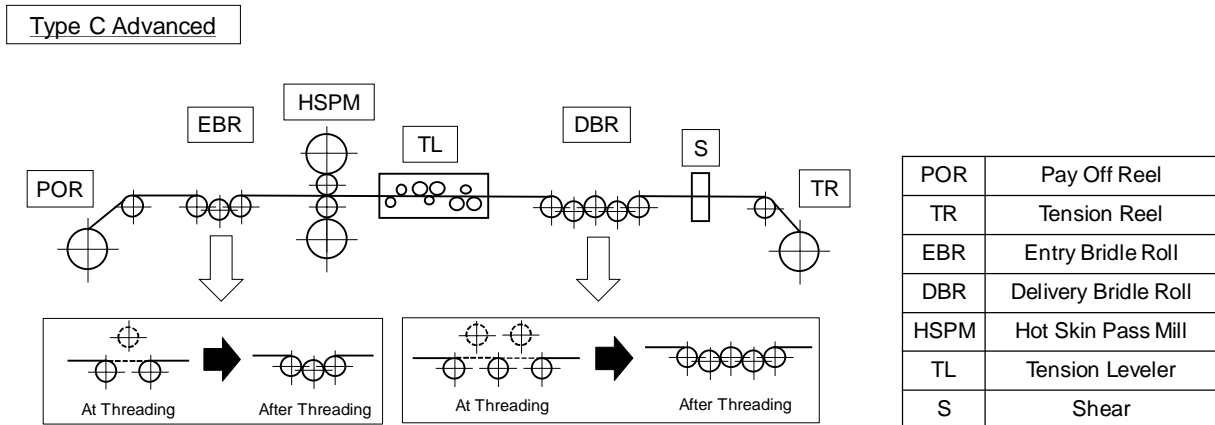 Type C Advanced
HSPM
EBR
TL
DBR
S
POR
TR
At Threading
After Threading
At Threading
After Threading
POR Pay Off Reel
TR Tension Reel
EBR Entry Bridle Roll
DBR Delivery Bridle Roll
HSPM Hot Skin Pass Mill
TL Tension Leveler
S Shear